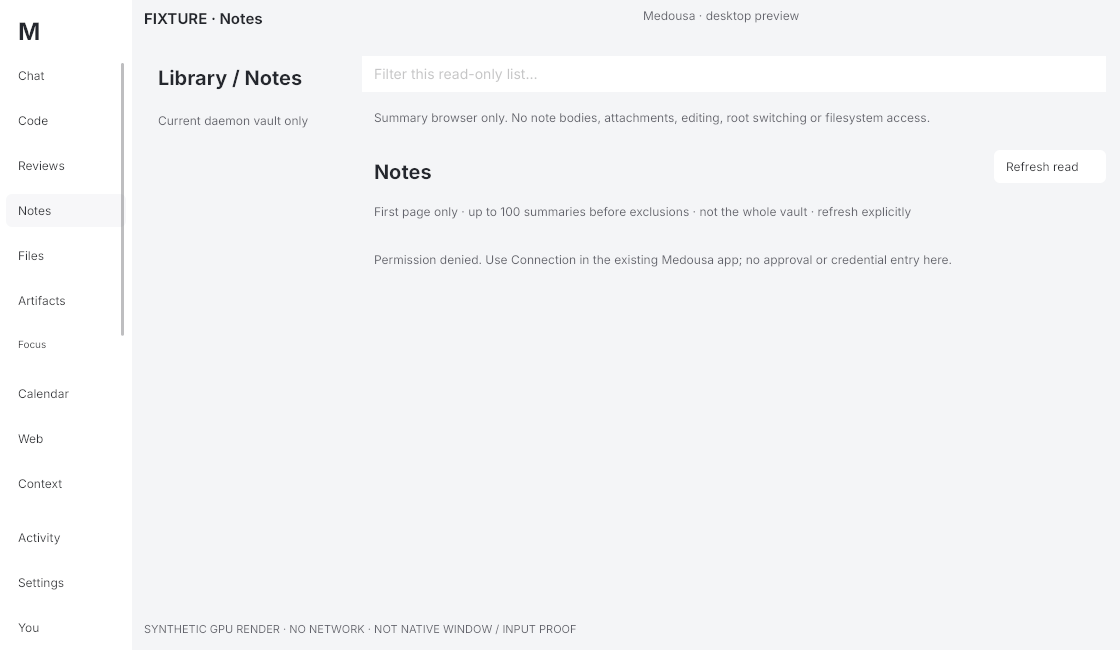 M
Chat
Code
Reviews
Notes
Files
Artifacts
Focus
Calendar
Web
Context
Activity
Settings
You
FIXTURE · Notes
Medousa · desktop preview
Library / Notes
Current daemon vault only
Filter this read-only list...
Summary browser only. No note bodies, attachments, editing, root switching or filesystem access.
Notes
Refresh read
First page only · up to 100 summaries before exclusions · not the whole vault · refresh explicitly
Permission denied. Use Connection in the existing Medousa app; no approval or credential entry here.
SYNTHETIC GPU RENDER · NO NETWORK · NOT NATIVE WINDOW / INPUT PROOF